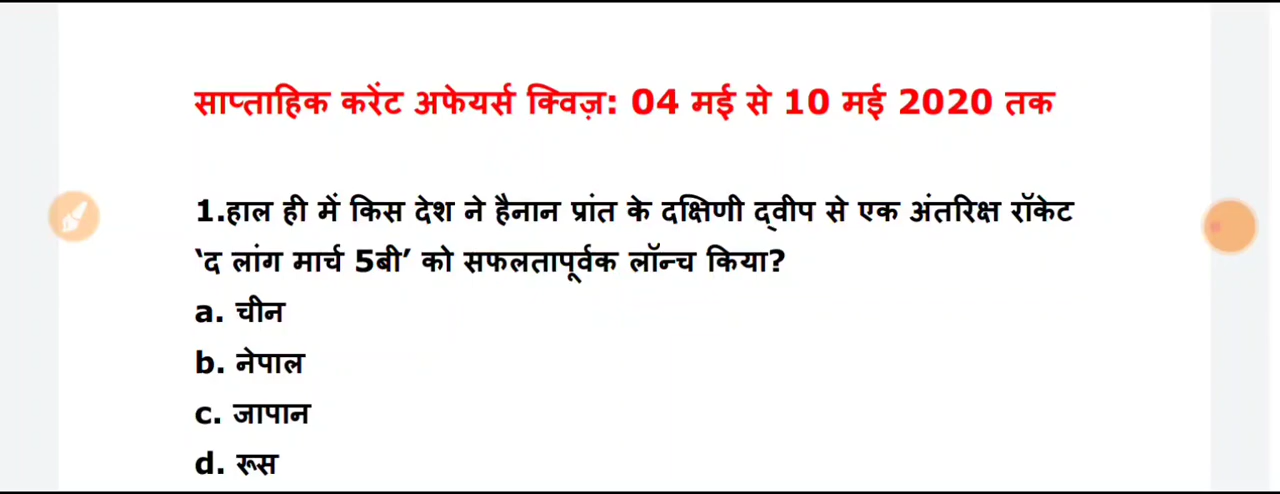 साप्ताहिक करेंट अफेयर्स क्विज़: 04 मई से 10 मई 2020 तक
1.हाल ही में किस देश ने हैनान प्रांत के दक्षिणी द्वीप से एक अंतरिक्ष रॉकेट
‘द लांग मार्च 5बी’ को सफलतापूर्वक लॉन्च किया?
a. चीन
b. नेपाल
c. जापान
d. रूस